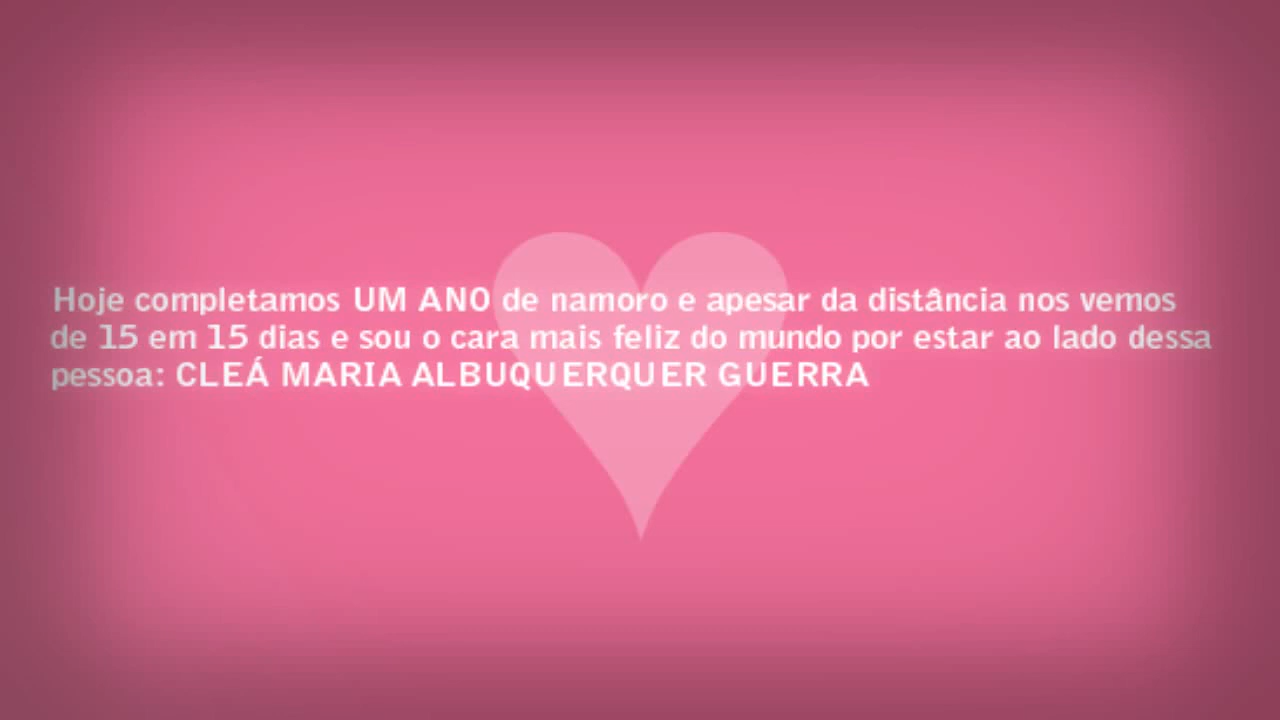 Hoje completamos UM ANO de namoro e apesar da distância nos vemos
de 15 em 15 dias e sou o cara mais feliz do mundo por estar ao lado dessa
pessoa: CLEÁ MARIA ALBUQUERQUER GUERRA